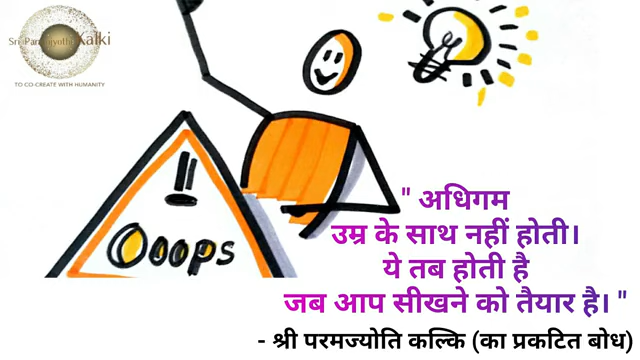 Sri ParamJyothi Kalki
TO CO-CREATE WITH HUMANITY
!
Ooops
" अधिगम
उम्र के साथ नहीं होती।
ये तब होती है
जब आप सीखने को तैयार है। "
- श्री परमज्योति कल्कि (का प्रकटित बोध)